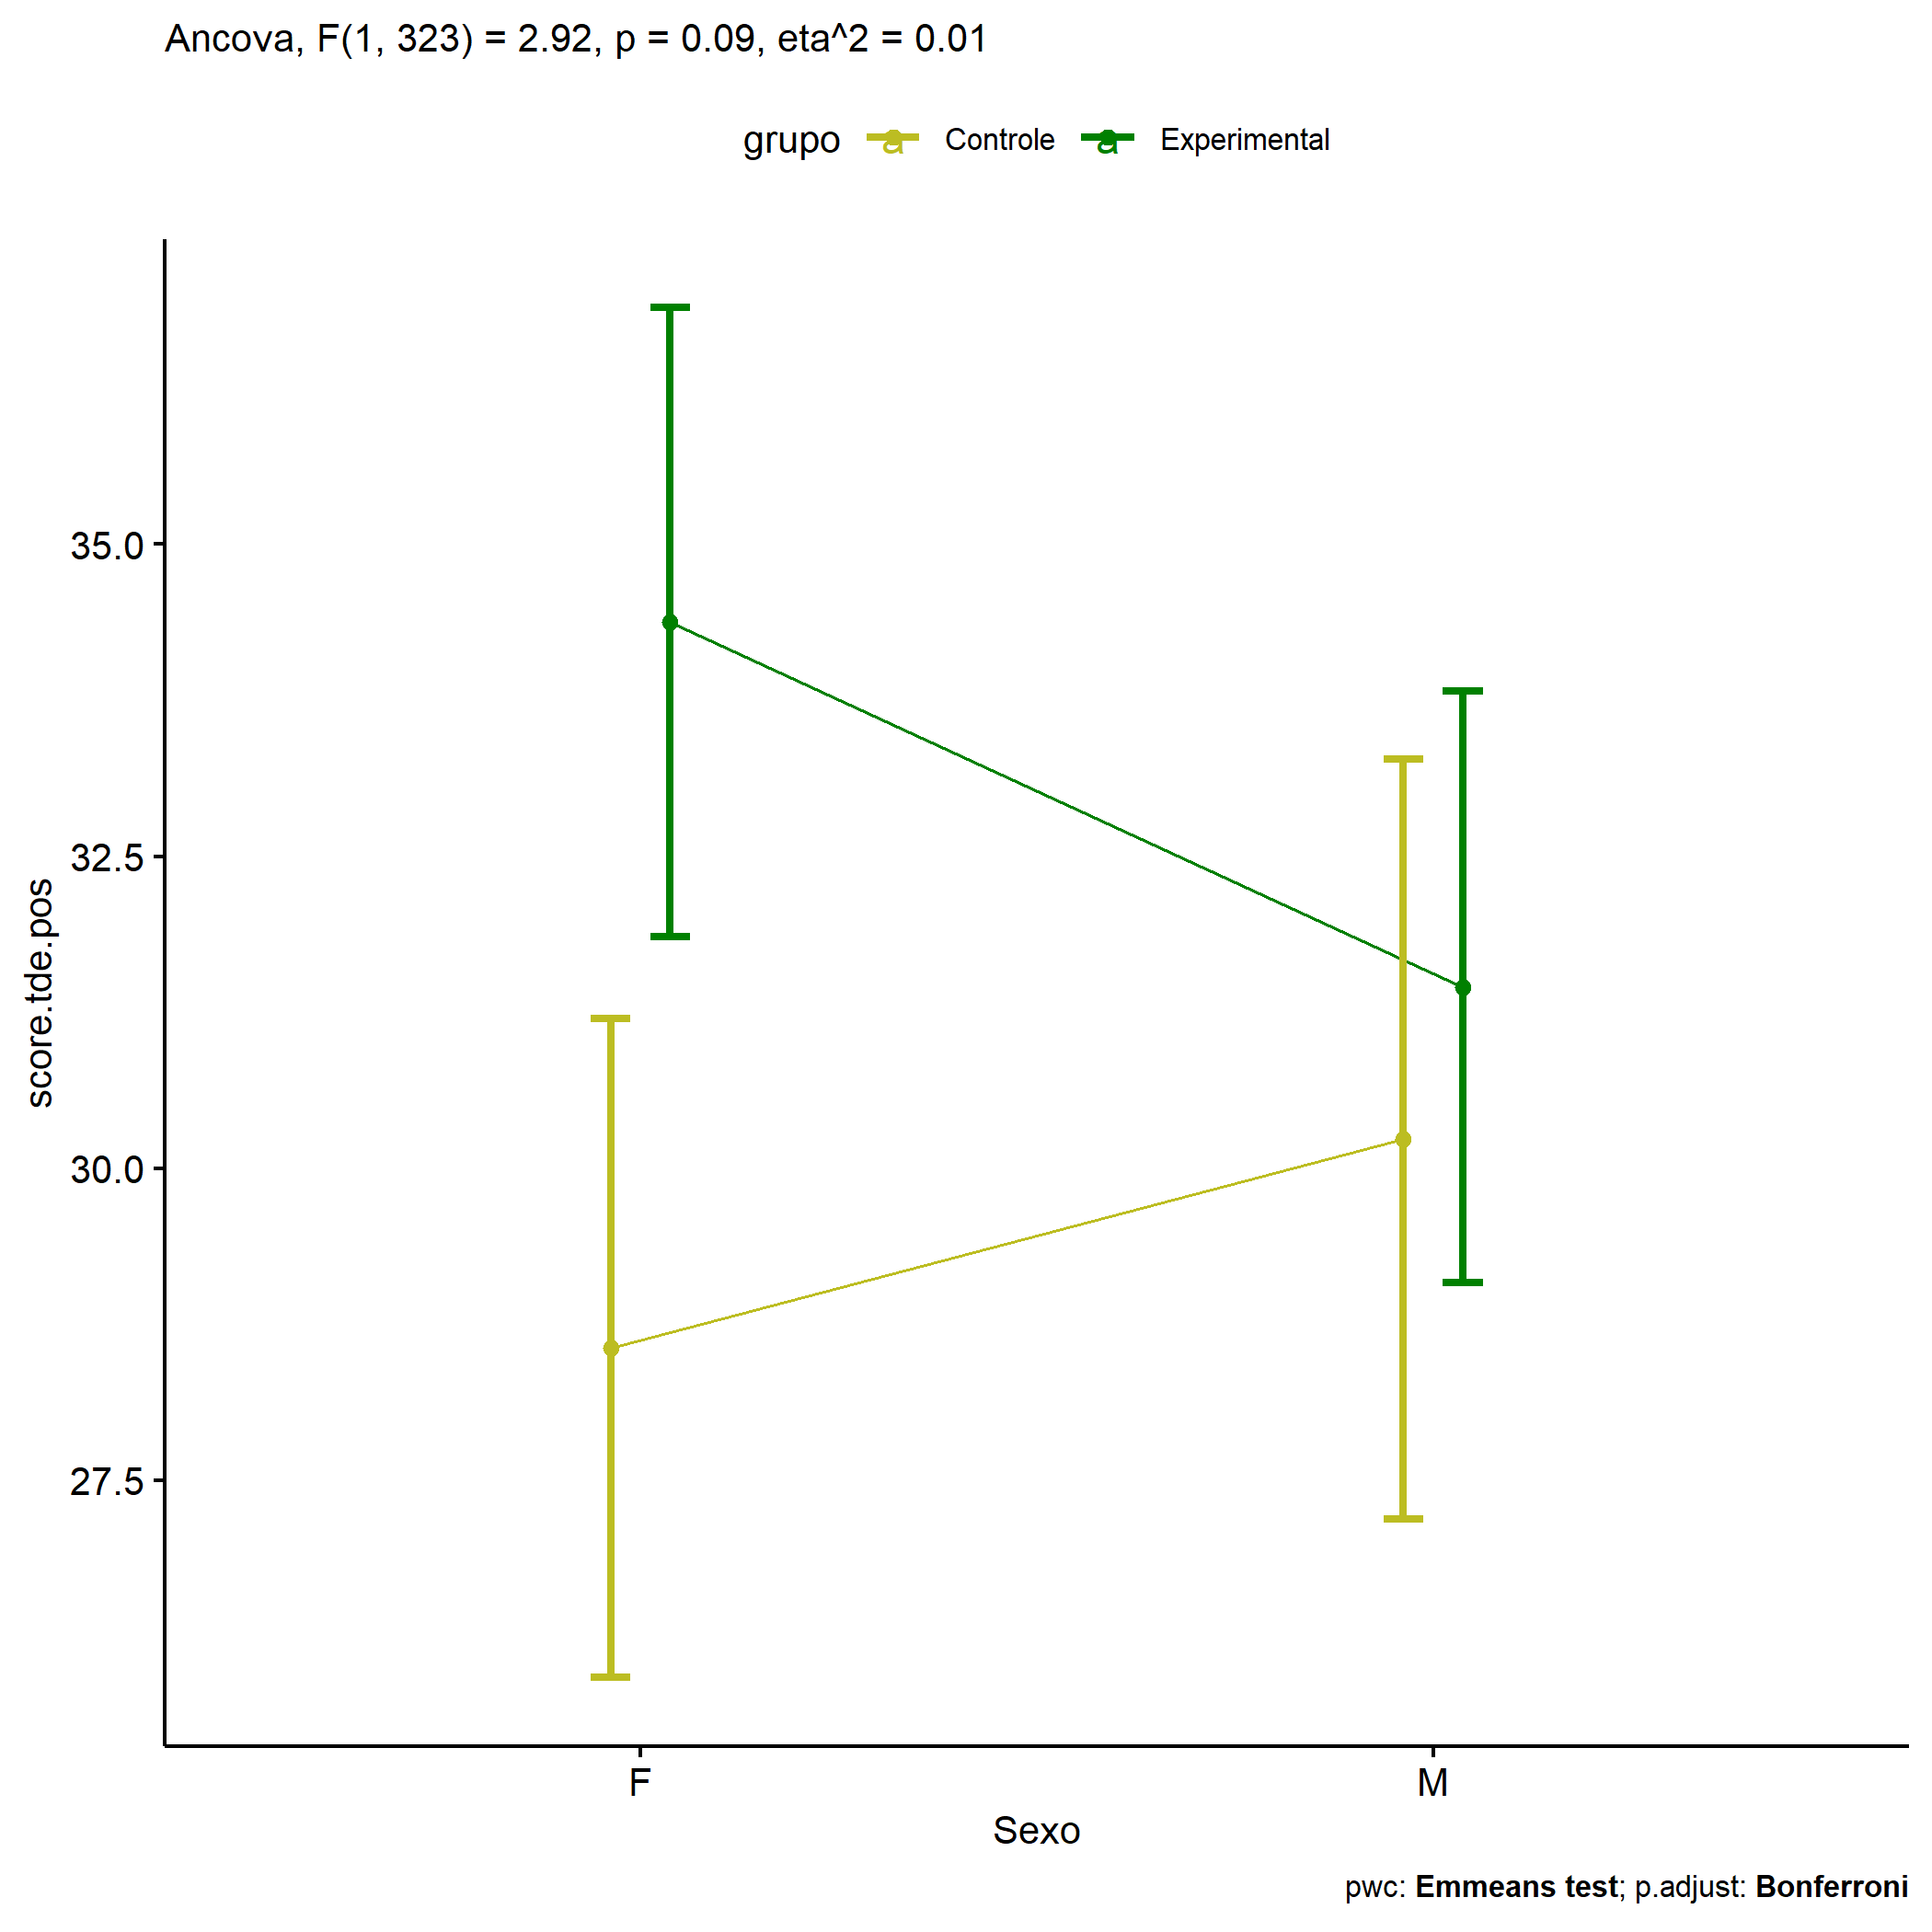 Ancova, F(1, 323) = 2.92, p = 0.09, eta^2 = 0.01
grupo a Controle a Experimental
35.0
32.5
30.0
27.5
score.tde.pos
F M
Sexo
pwc: Emmeans test; p.adjust: Bonferroni